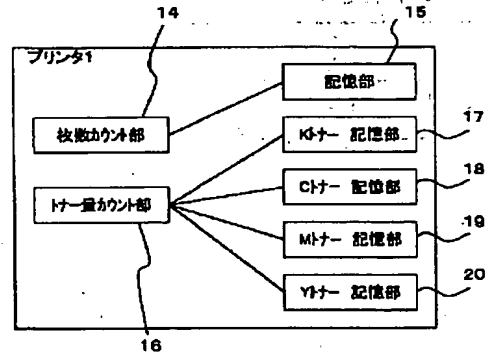 14
15
プリンタ1
記憶部
枚数カウント部
17
Kトナー 記憶部
18
トナー量カウント部
Cトナー 記憶部
19
Mトナー 記憶部
20
Yトナー 記憶部
16